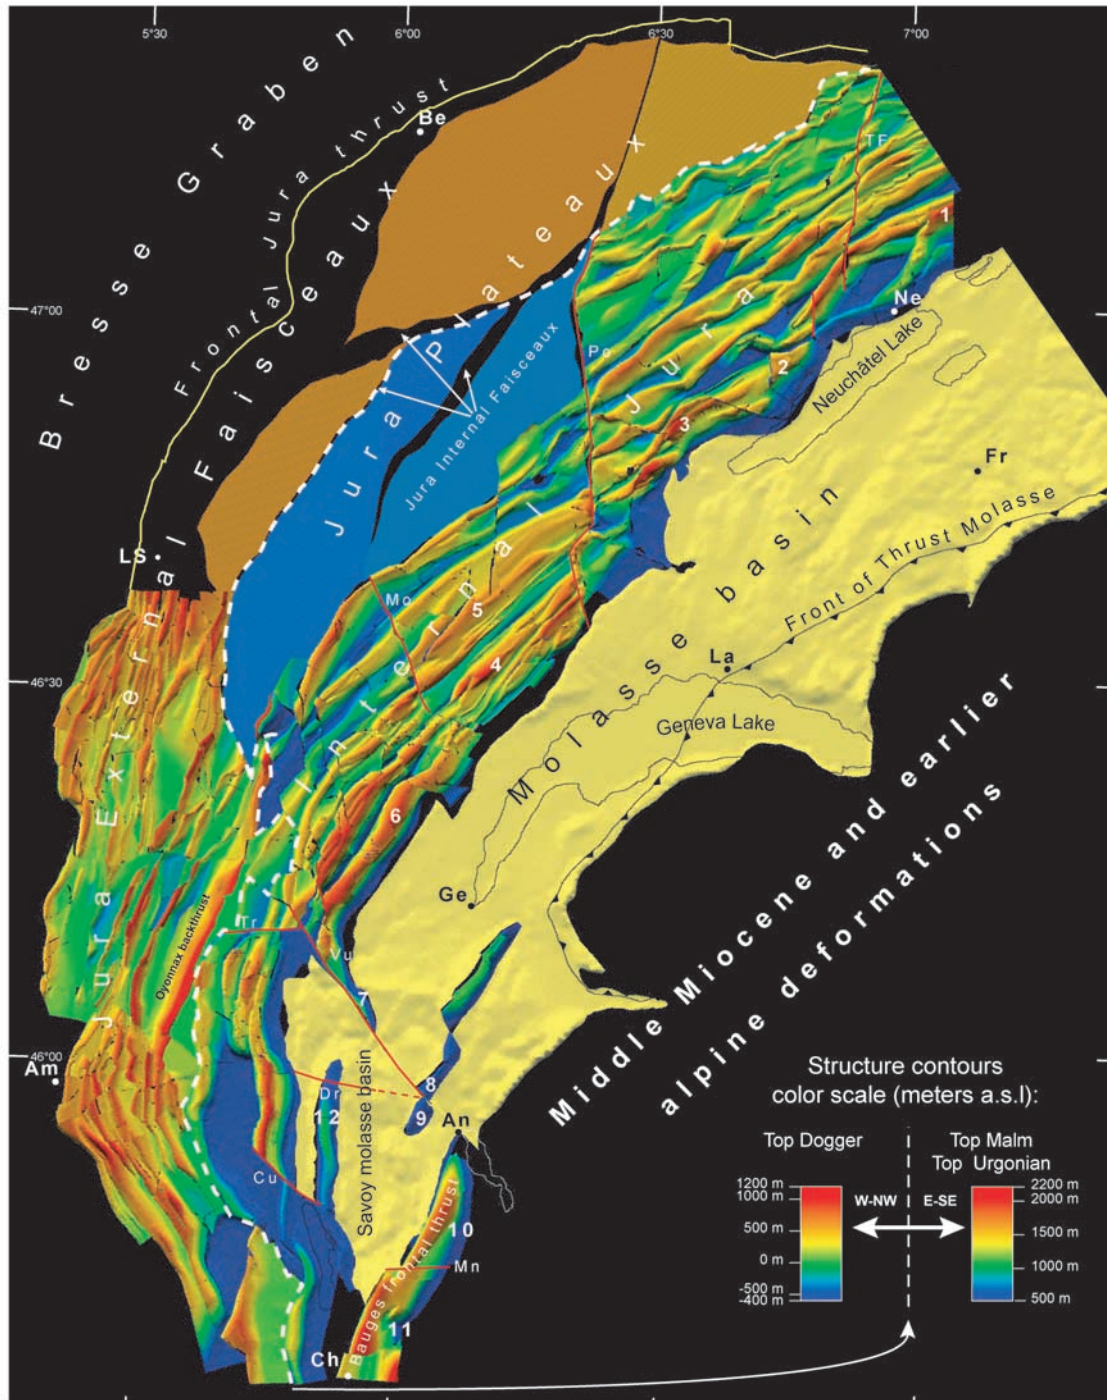 5°30
6°00
6°30
7°00
Bresse Graben
Frontal Jura thrust
Be
Jura External Faisceaux
Jura Plateaux
TF
1
47°00
Ne
Neuchâtel Lake
Po
2
Jura Internal Faisceaux
3
Jura Internal
Fr
LS
Molasse basin
Front of Thrust Molasse
Mo
5
4
La
46°30
Geneva Lake
6
Middle Miocene and earlier
alpine deformations
Ge
Oyonnax backthrust
Tr
Vu
7
46°00
Am
Savoy molasse basin
Dr
12
8
9
An
Cu
10
Bauges frontal thrust
Mn
11
Ch
Structure contours
color scale (meters a.s.l):
Top Dogger
Top Malm
Top Urgonian
1200 m
1000 m
500 m
0 m
-500 m
-400 m
W-NW
E-SE
2200 m
2000 m
1500 m
1000 m
500 m